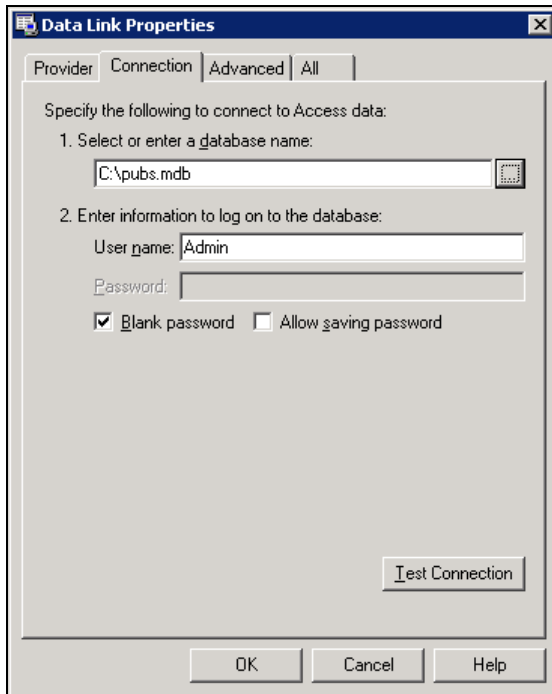 Data Link Properties
Provider Connection Advanced All
Specify the following to connect to Access data:
1. Select or enter a database name:
C:\pubs.mdb ...
2. Enter information to log on to the database:
User name: Admin
Password:
Blank password Allow saving password
Test Connection
OK Cancel Help